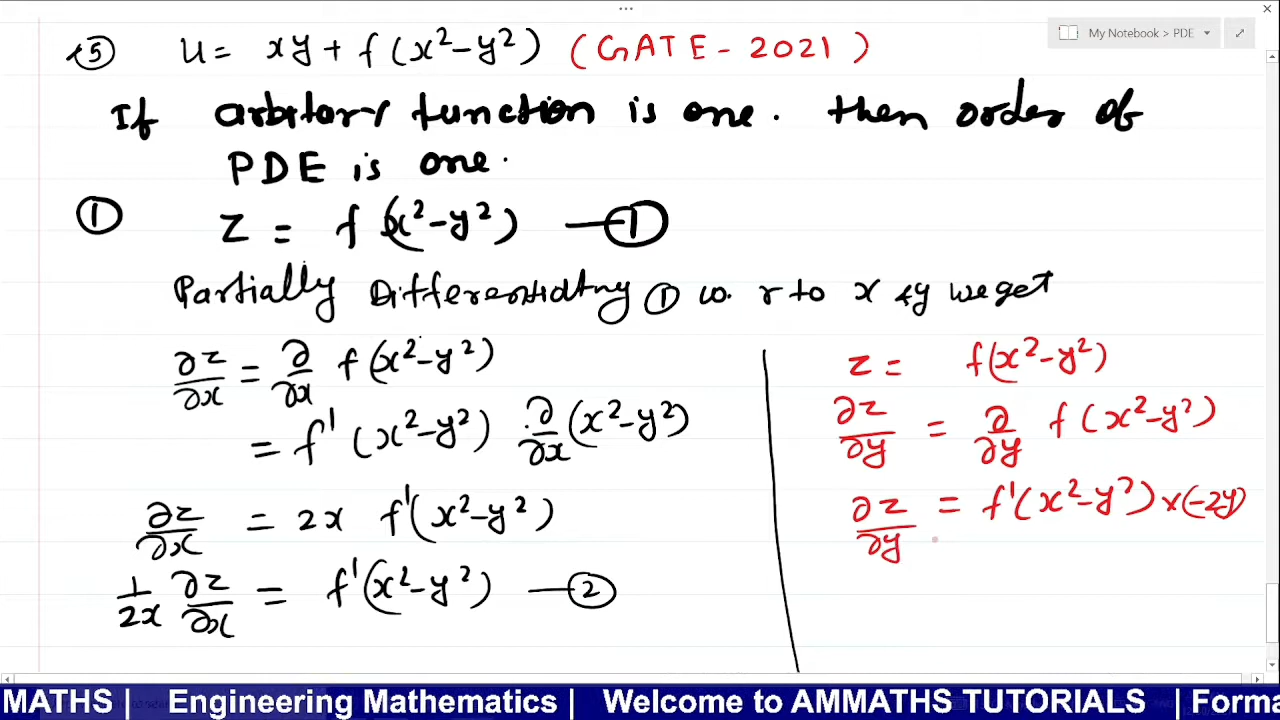 My Notebook > PDE
(5) u = xy + f(x²-y²) (GATE-2021)
If arbitary function is one. then order of
PDE is one.
① z = f(x²-y²) — ①
Partially Differentiating ① w. r to x & y we get
∂z/∂x = ∂/∂x f(x²-y²)
= f'(x²-y²) ∂/∂x (x²-y²)
∂z/∂x = 2x f'(x²-y²)
1/2x ∂z/∂x = f'(x²-y²) — ②
z = f(x²-y²)
∂z/∂y = ∂/∂y f(x²-y²)
∂z/∂y = f'(x²-y²) x (-2y)
MATHS | Engineering Mathematics | Welcome to AMMATHS TUTORIALS | Forma